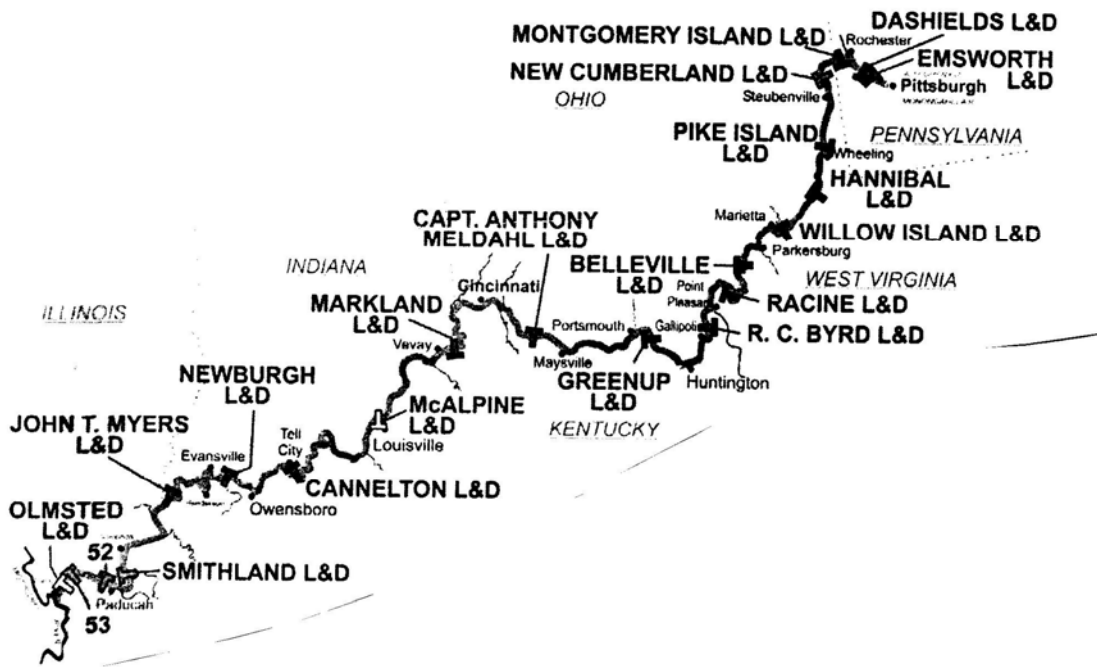 DASHIELDS L&D
MONTGOMERY ISLAND L&D
Rochester
EMSWORTH
L&D
NEW CUMBERLAND L&D
Pittsburgh
OHIO
Steubenville
PIKE ISLAND
L&D
PENNSYLVANIA
Wheeling
HANNIBAL
L&D
CAPT. ANTHONY
MELDAHL L&D
Marietta
WILLOW ISLAND L&D
Parkersburg
INDIANA
BELLEVILLE
L&D
WEST VIRGINIA
Cincinnati
Point
Pleasant
RACINE L&D
MARKLAND
L&D
ILLINOIS
Portsmouth
Gallipolis
R. C. BYRD L&D
Vevay
Maysville
GREENUP
L&D
Huntington
NEWBURGH
L&D
McALPINE
L&D
KENTUCKY
JOHN T. MYERS
L&D
Tell
City
Louisville
Evansville
CANNELTON L&D
Owensboro
OLMSTED
L&D
52
SMITHLAND L&D
Paducah
53